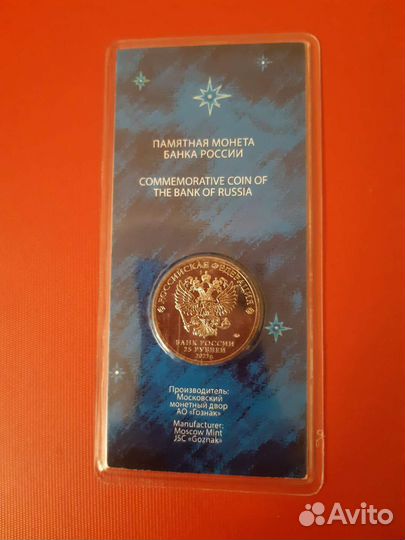 ПАМЯТНАЯ МОНЕТА
БАНКА РОССИИ
COMMEMORATIVE COIN OF
THE BANK OF RUSSIA
РОССИЙСКАЯ ФЕДЕРАЦИЯ
БАНК РОССИИ
25 РУБЛЕЙ
Производитель:
Московский
монетный двор
АО «Гознак»
Manufacturer:
Moscow Mint
JSC «Goznak»
Avito